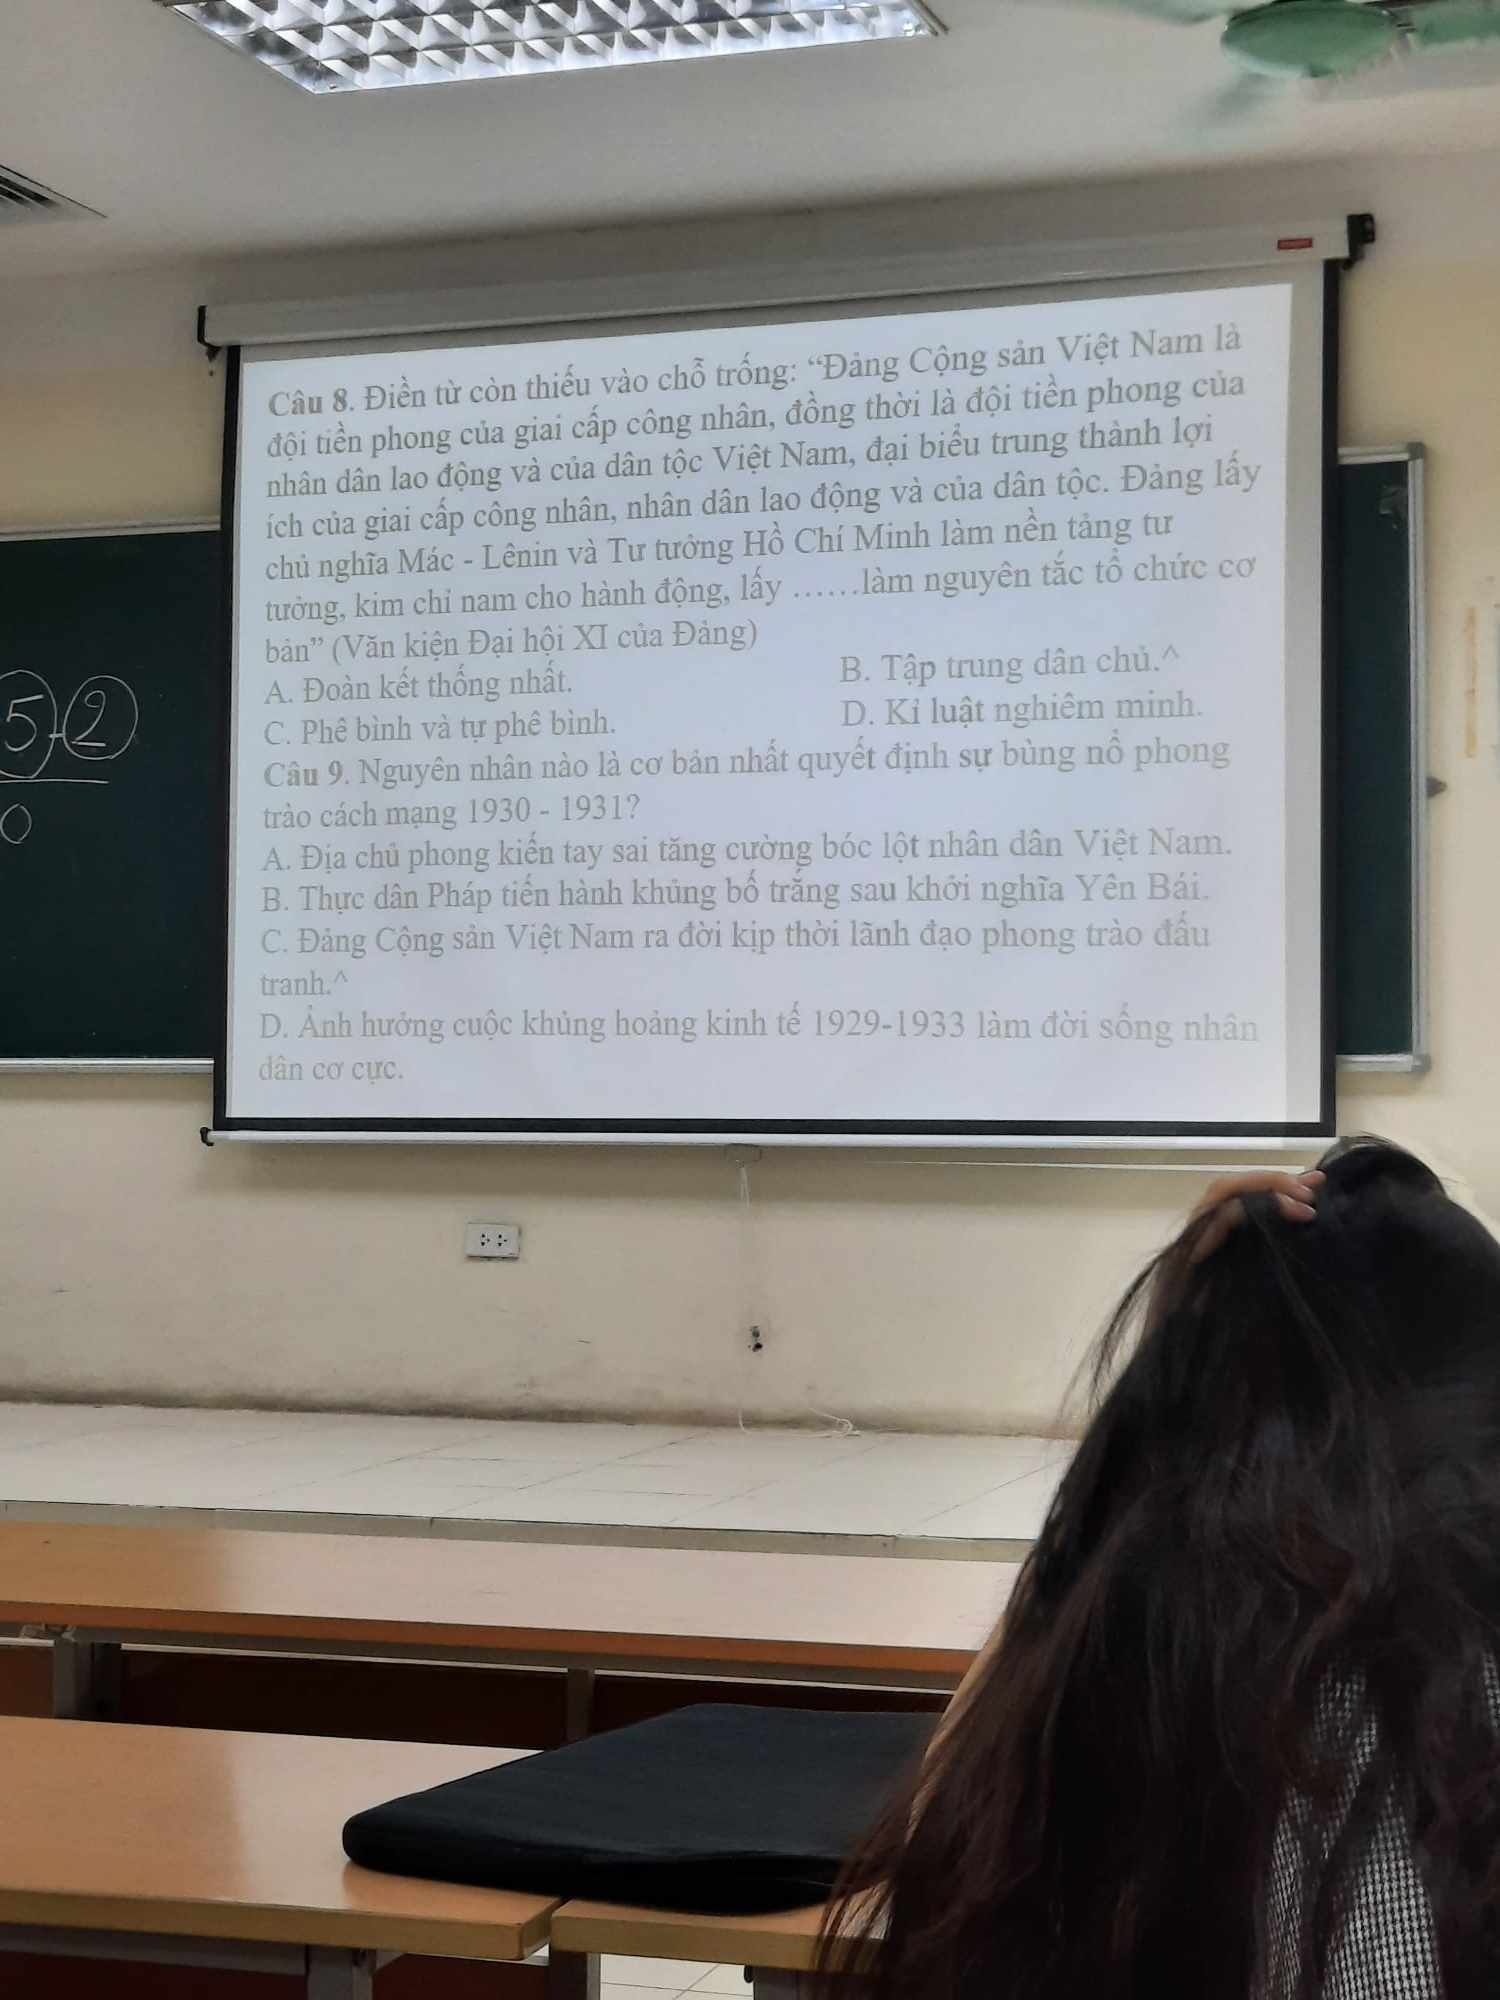 Câu 8. Điền từ còn thiếu vào chỗ trống: “Đảng Cộng sản Việt Nam là
đội tiền phong của giai cấp công nhân, đồng thời là đội tiền phong của
nhân dân lao động và của dân tộc Việt Nam, đại biểu trung thành lợi
ích của giai cấp công nhân, nhân dân lao động và của dân tộc. Đảng lấy
chủ nghĩa Mác - Lênin và Tư tưởng Hồ Chí Minh làm nền tảng tư
tưởng, kim chỉ nam cho hành động, lấy ……làm nguyên tắc tổ chức cơ
bản” (Văn kiện Đại hội XI của Đảng)
A. Đoàn kết thống nhất. B. Tập trung dân chủ.^
C. Phê bình và tự phê bình. D. Kỉ luật nghiêm minh.
Câu 9. Nguyên nhân nào là cơ bản nhất quyết định sự bùng nổ phong
trào cách mạng 1930 - 1931?
A. Địa chủ phong kiến tay sai tăng cường bóc lột nhân dân Việt Nam.
B. Thực dân Pháp tiến hành khủng bố trắng sau khởi nghĩa Yên Bái.
C. Đảng Cộng sản Việt Nam ra đời kịp thời lãnh đạo phong trào đấu
tranh.^
D. Ảnh hưởng cuộc khủng hoảng kinh tế 1929-1933 làm đời sống nhân
dân cơ cực.
5-2
0